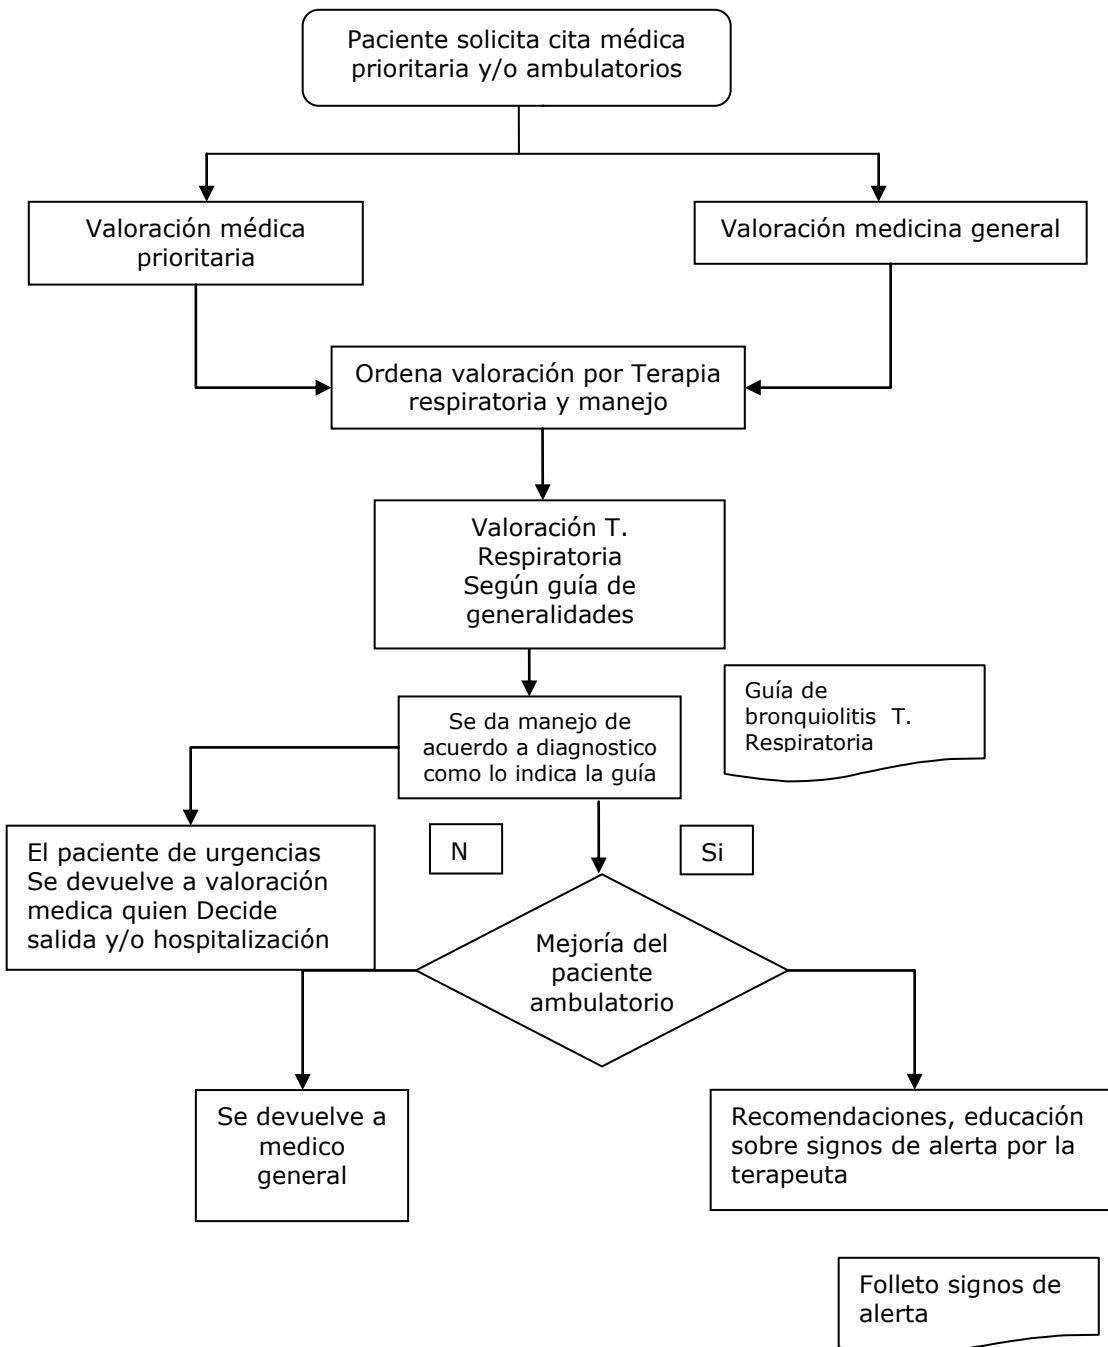 Paciente solicita cita médica
prioritaria y/o ambulatorios
Valoración médica
prioritaria
Valoración medicina general
Ordena valoración por Terapia
respiratoria y manejo
Valoración T.
Respiratoria
Según guía de
generalidades
Guía de
bronquiolitis T.
Respiratoria
Se da manejo de
acuerdo a diagnostico
como lo indica la guía
El paciente de urgencias
Se devuelve a valoración
medica quien Decide
salida y/o hospitalización
N
Si
Mejoría del
paciente
ambulatorio
Se devuelve a
medico
general
Recomendaciones, educación
sobre signos de alerta por la
terapeuta
Folleto signos de
alerta